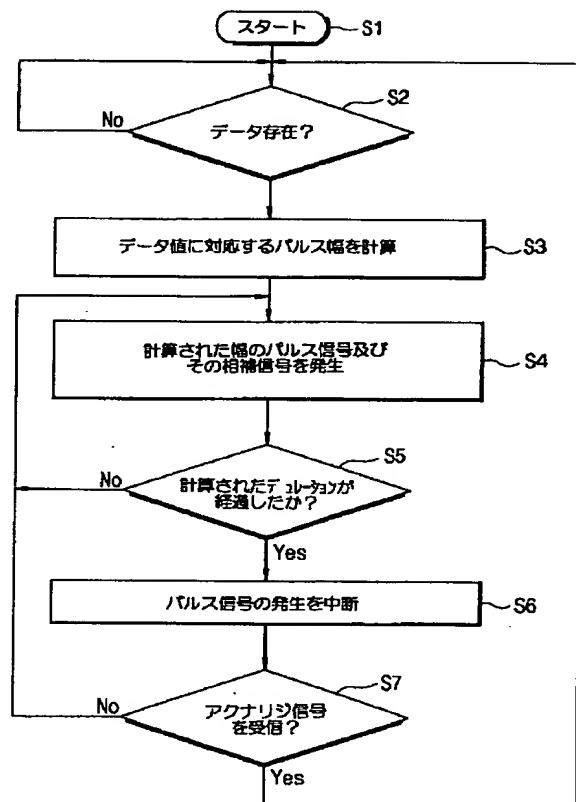 スタート
S1
S2
No
データ存在?
データ値に対応するパルス幅を計算
S3
計算された幅のパルス信号及び
その相補信号を発生
S4
S5
No
計算されたデュレーションが
経過したか?
Yes
パルス信号の発生を中断
S6
S7
No
アクナリジ信号
を受信?
Yes